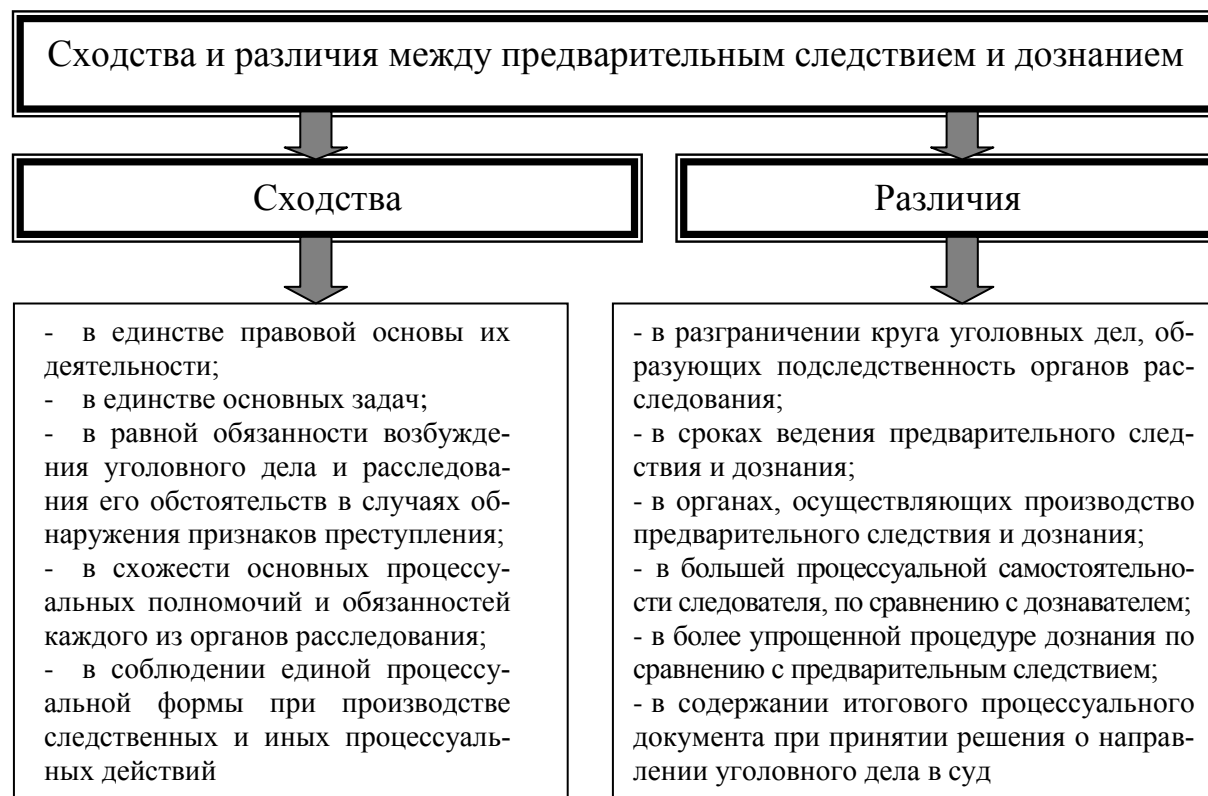 Сходства и различия между предварительным следствием и дознанием
Сходства
Различия
- в единстве правовой основы их
деятельности;
- в единстве основных задач;
- в равной обязанности возбужде-
ния уголовного дела и расследова-
ния его обстоятельств в случаях об-
наружения признаков преступления;
- в схожести основных процессу-
альных полномочий и обязанностей
каждого из органов расследования;
- в соблюдении единой процессу-
альной формы при производстве
следственных и иных процессуаль-
ных действий
- в разграничении круга уголовных дел, об-
разующих подследственность органов рас-
следования;
- в сроках ведения предварительного след-
ствия и дознания;
- в органах, осуществляющих производство
предварительного следствия и дознания;
- в большей процессуальной самостоятельно-
сти следователя, по сравнению с дознавателем;
- в более упрощенной процедуре дознания по
сравнению с предварительным следствием;
- в содержании итогового процессуального
документа при принятии решения о направ-
лении уголовного дела в суд